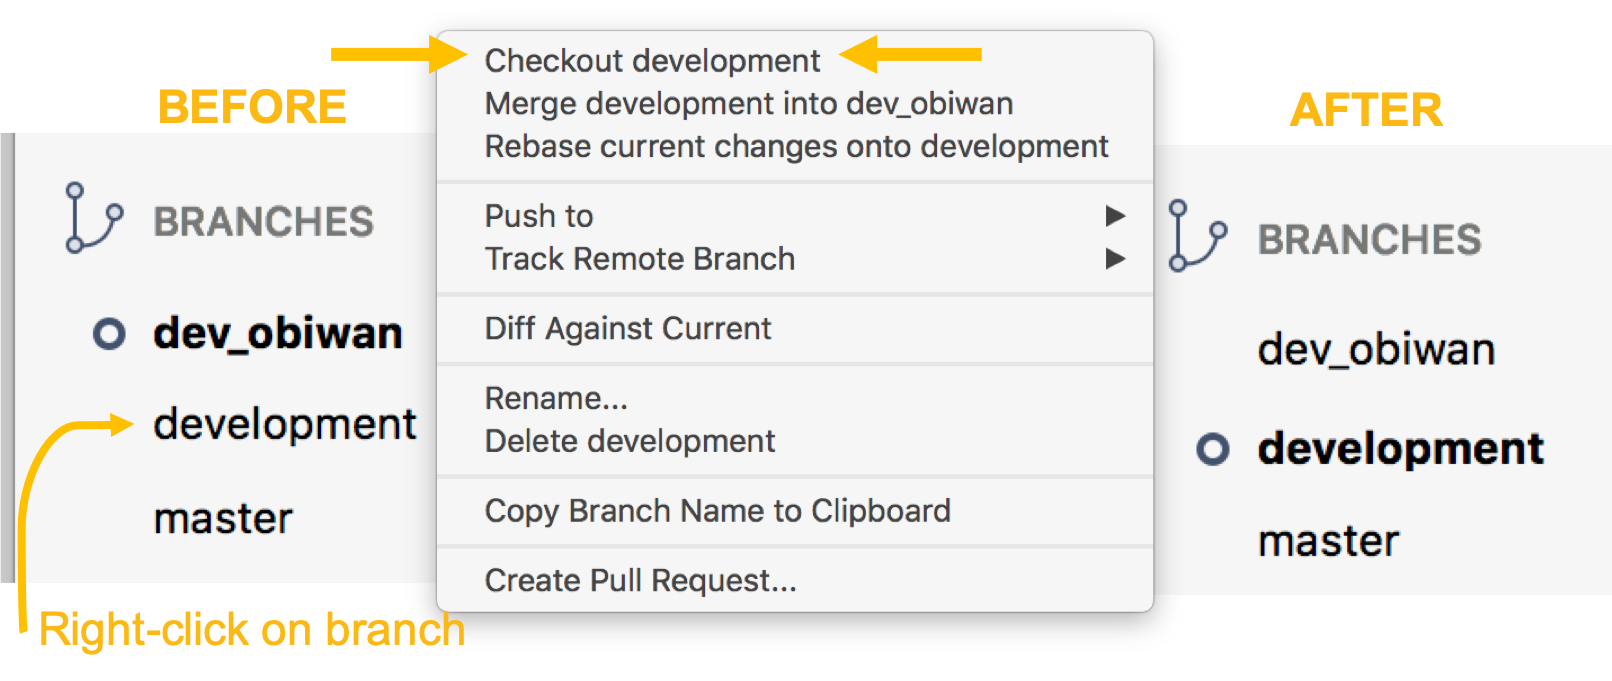 BEFORE
BRANCHES
dev_obiwan
development
master
Right-click on branch
Checkout development
Merge development into dev_obiwan
Rebase current changes onto development
Push to
Track Remote Branch
Diff Against Current
Rename...
Delete development
Copy Branch Name to Clipboard
Create Pull Request...
AFTER
BRANCHES
dev_obiwan
development
master